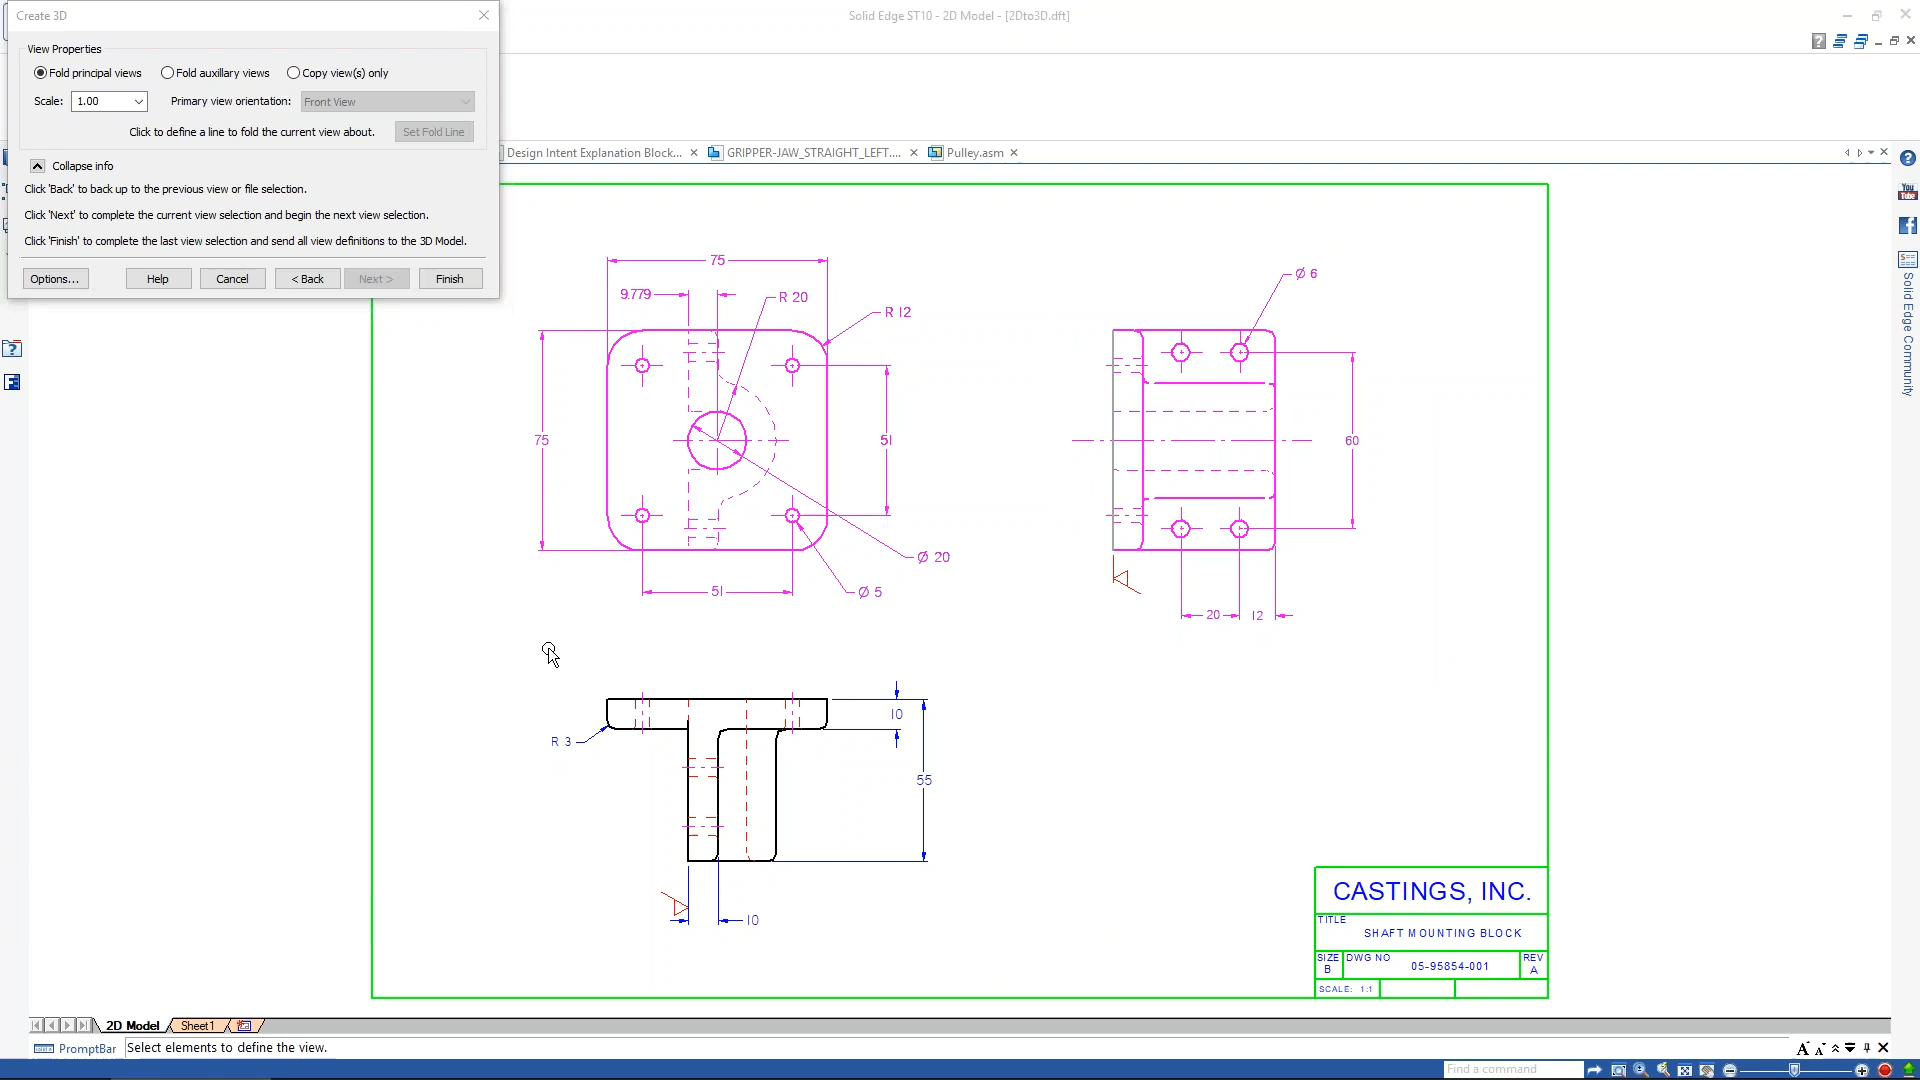 Create 3D
Solid Edge ST10 - 2D Model - [2Dto3D.dft]
View Properties
Fold principal views
Fold auxillary views
Copy view(s) only
Scale:
1.00
Primary view orientation:
Front View
Click to define a line to fold the current view about.
Set Fold Line
Collapse info
Click 'Back' to back up to the previous view or file selection.
Click 'Next' to complete the current view selection and begin the next view selection.
Click 'Finish' to complete the last view selection and send all view definitions to the 3D Model.
Options...
Help
Cancel
< Back
Next >
Finish
Design Intent Explanation Block...
GRIPPER-JAW_STRAIGHT_LEFT....
Pulley.asm
You
Tube
Solid Edge Community
75
9.779
R 20
R 12
75
51
Ø 20
51
Ø 5
Ø 6
60
20
12
R 3
10
55
10
CASTINGS, INC.
TITLE
SHAFT MOUNTING BLOCK
SIZE
B
DWG NO
05-95854-001
REV
A
SCALE: 1:1
2D Model
Sheet1
PromptBar
Select elements to define the view.
Find a command